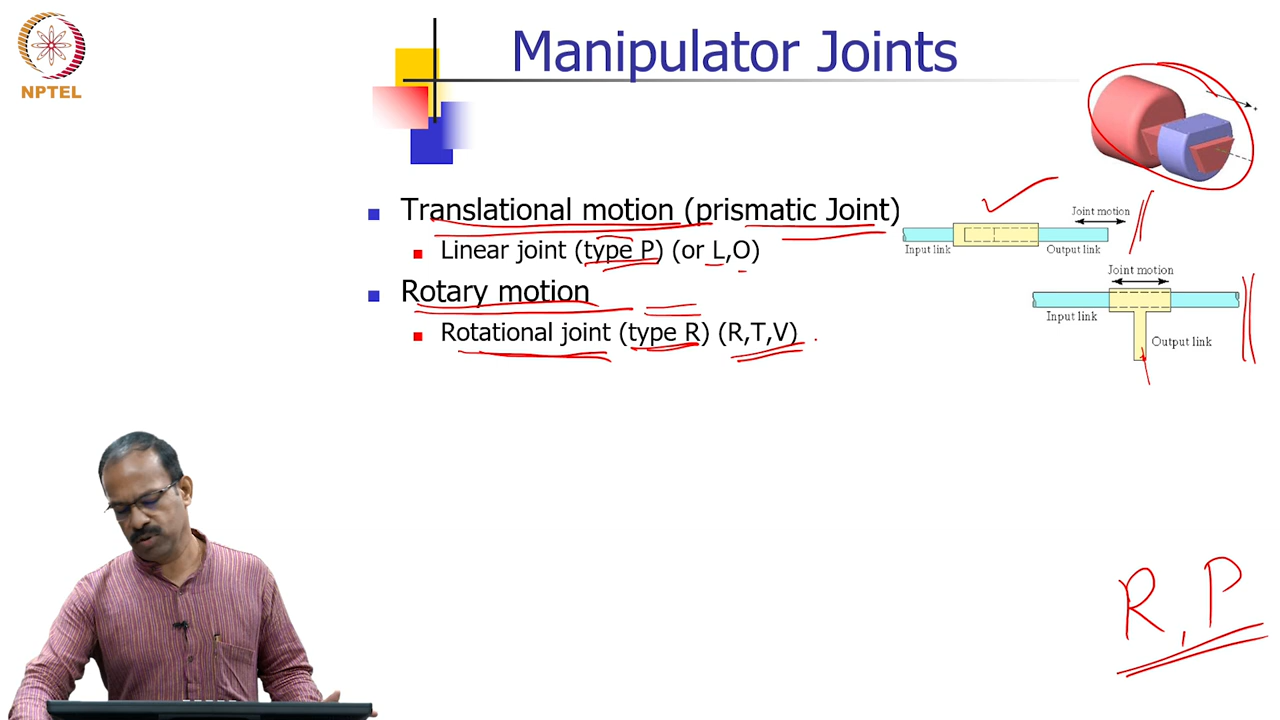 NPTEL
Manipulator Joints
Translational motion (prismatic Joint)
Linear joint (type P) (or L,O)
Rotary motion
Rotational joint (type R) (R,T,V)
Joint motion
Input link
Output link
Joint motion
Input link
Output link
R, P